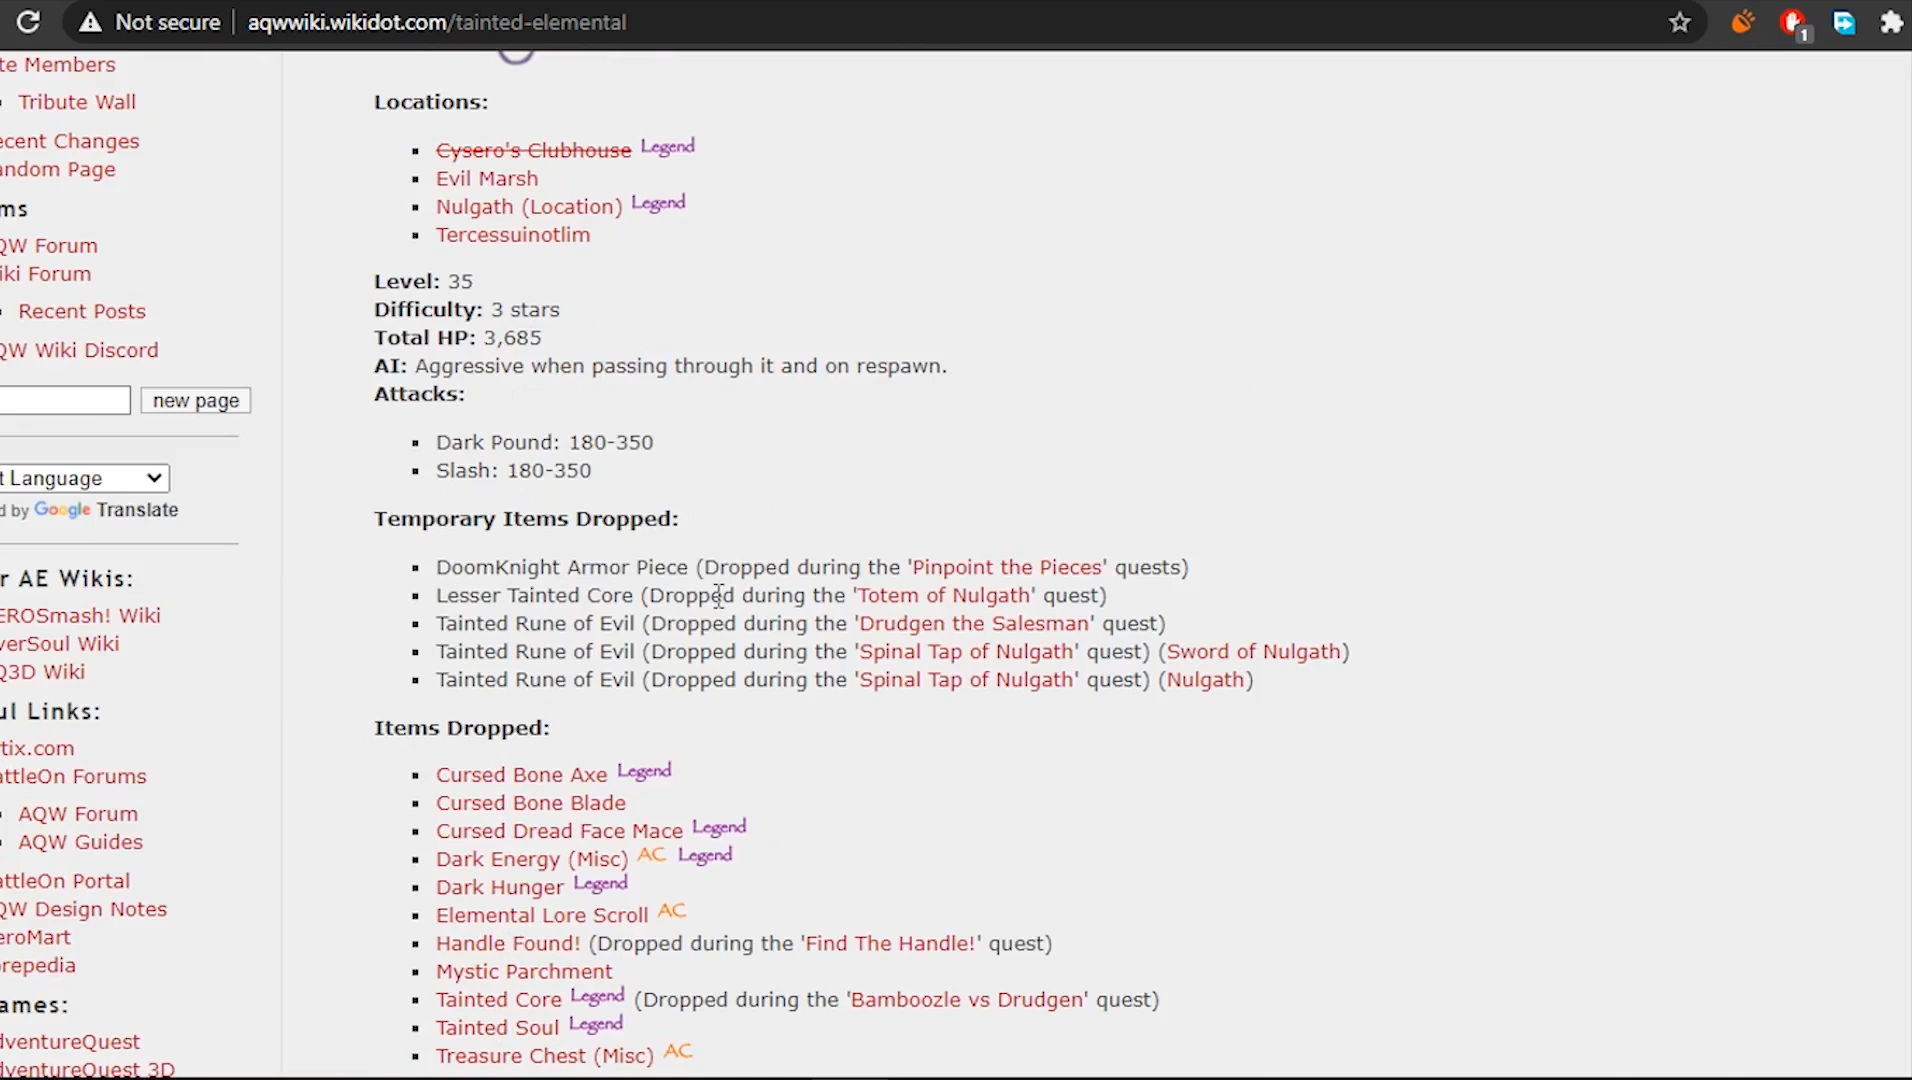 Not secure aqwwiki.wikidot.com/tainted-elemental
1
te Members
Tribute Wall
ecent Changes
andom Page
ms
QW Forum
iki Forum
Recent Posts
QW Wiki Discord
new page
t Language
d by Google Translate
r AE Wikis:
EROSmash! Wiki
verSoul Wiki
Q3D Wiki
ul Links:
tix.com
attleOn Forums
AQW Forum
AQW Guides
attleOn Portal
QW Design Notes
eroMart
orepedia
ames:
dventureQuest
dventureQuest 3D
Locations:
Cysero's Clubhouse Legend
Evil Marsh
Nulgath (Location) Legend
Tercessuinotlim
Level: 35
Difficulty: 3 stars
Total HP: 3,685
AI: Aggressive when passing through it and on respawn.
Attacks:
Dark Pound: 180-350
Slash: 180-350
Temporary Items Dropped:
DoomKnight Armor Piece (Dropped during the 'Pinpoint the Pieces' quests)
Lesser Tainted Core (Dropped during the 'Totem of Nulgath' quest)
Tainted Rune of Evil (Dropped during the 'Drudgen the Salesman' quest)
Tainted Rune of Evil (Dropped during the 'Spinal Tap of Nulgath' quest) (Sword of Nulgath)
Tainted Rune of Evil (Dropped during the 'Spinal Tap of Nulgath' quest) (Nulgath)
Items Dropped:
Cursed Bone Axe Legend
Cursed Bone Blade
Cursed Dread Face Mace Legend
Dark Energy (Misc) AC Legend
Dark Hunger Legend
Elemental Lore Scroll AC
Handle Found! (Dropped during the 'Find The Handle!' quest)
Mystic Parchment
Tainted Core Legend (Dropped during the 'Bamboozle vs Drudgen' quest)
Tainted Soul Legend
Treasure Chest (Misc) AC